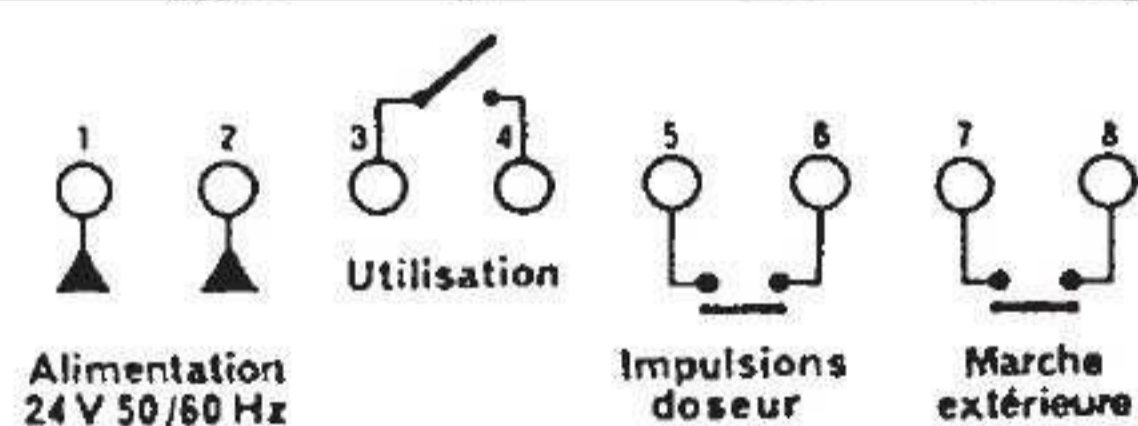 1 2 3 4 5 6 7 8
Utilisation
Alimentation
24 V 50/60 Hz
Impulsions
doseur
Marche
extérieure